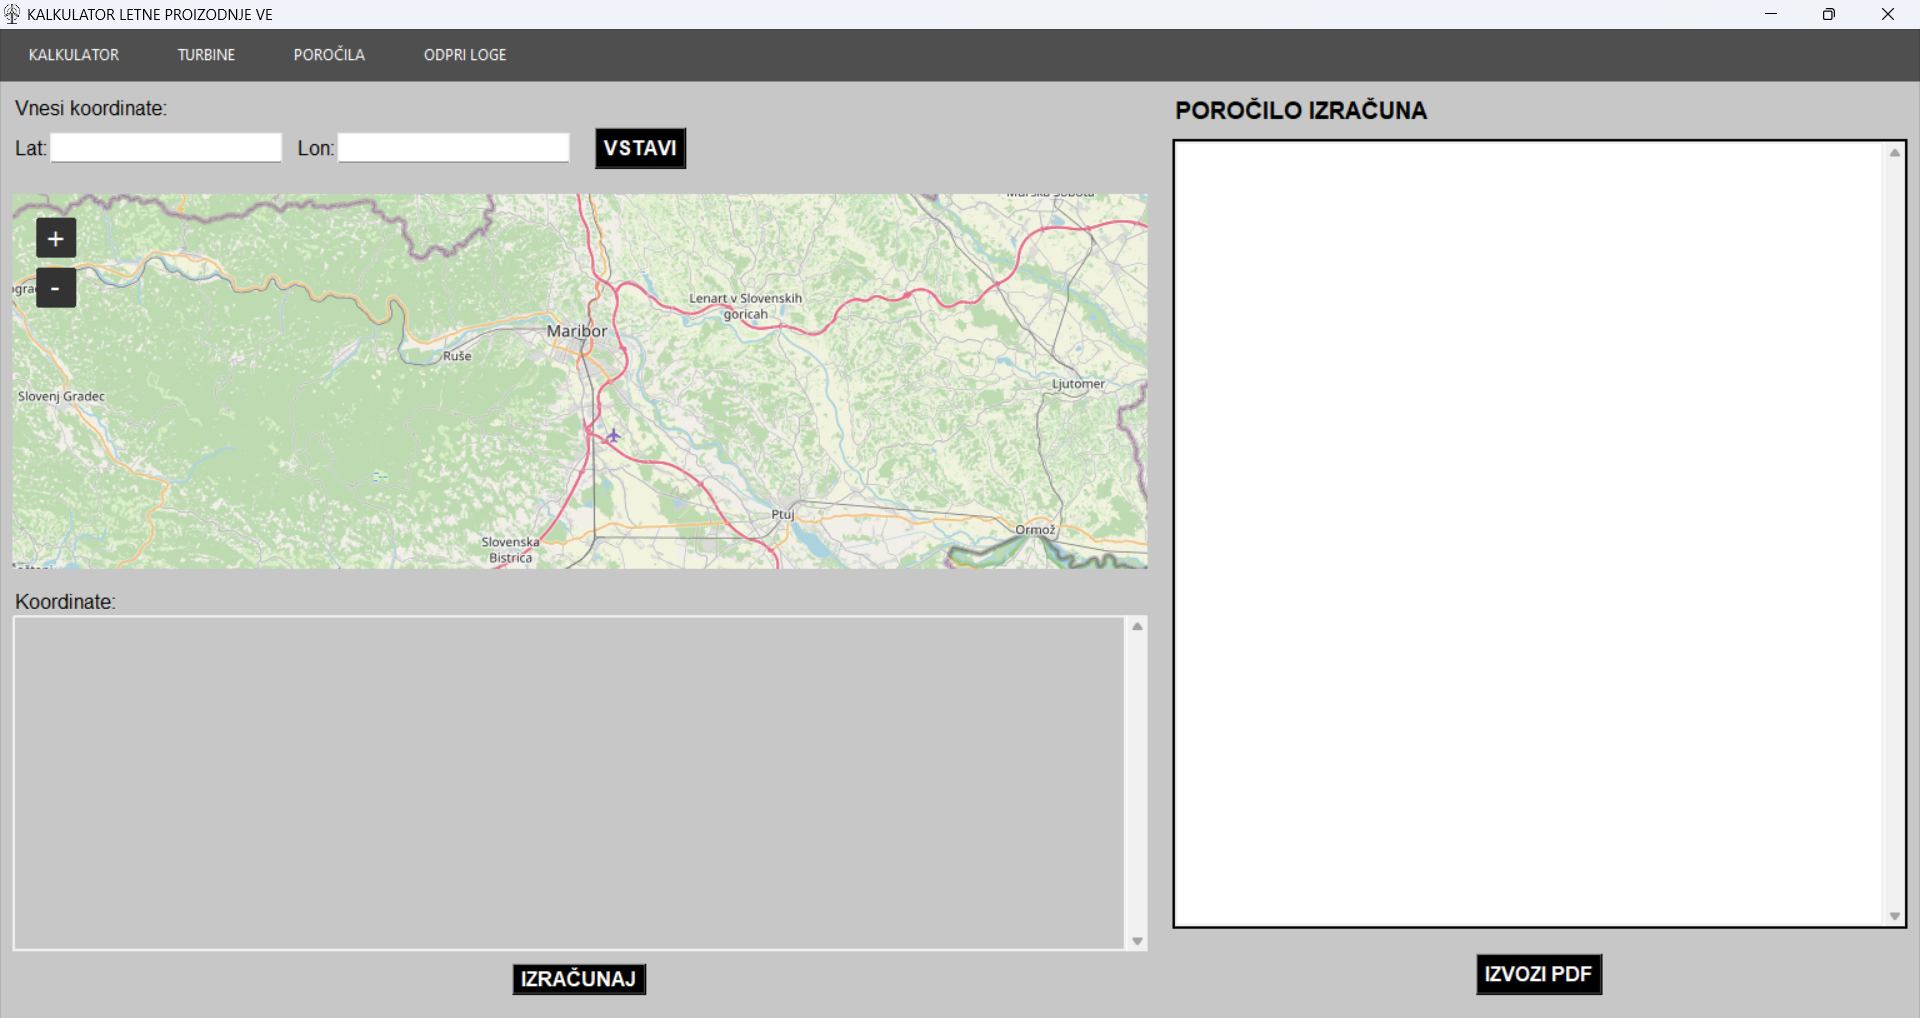 KALKULATOR LETNE PROIZODNJE VE
KALKULATOR TURBINE POROČILA ODPRI LOGE
Vnesi koordinate:
Lat: Lon: VSTAVI
+
-
Maribor
Lenart v Slovenskih
goricah
Ruše
Slovenj Gradec
Ljutomer
Ptuj
Ormož
Slovenska
Bistrica
Koordinate:
IZRAČUNAJ
POROČILO IZRAČUNA
IZVOZI PDF